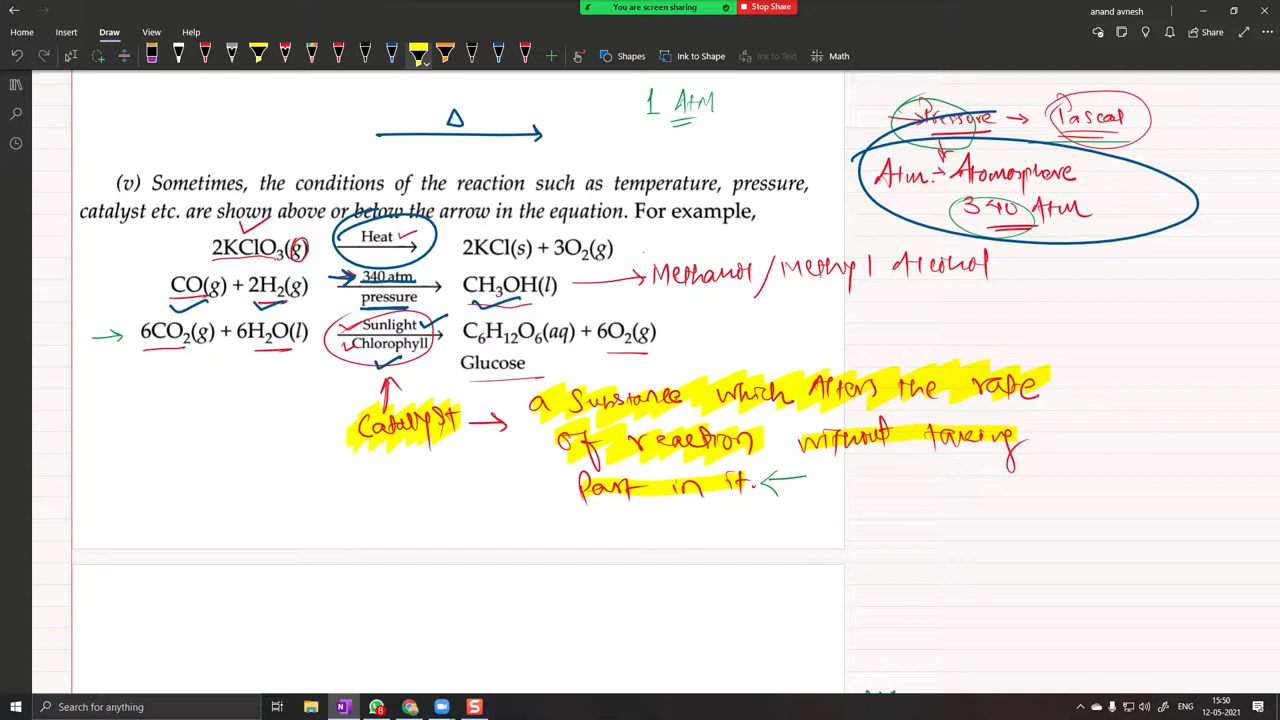 You are screen sharing
Stop Share
anand avnesh
Home Insert Draw View Help
Share
Shapes Ink to Shape Ink to Text Math
1 Atm
Δ
Pressure → Pascal
Atm. → Atomosphere
340 Atm
(v) Sometimes, the conditions of the reaction such as temperature, pressure,
catalyst etc. are shown above or below the arrow in the equation. For example,
2KClO₃(g) Heat 2KCl(s) + 3O₂(g)
CO(g) + 2H₂(g) 340 atm pressure CH₃OH(l) → Methanol / Methyl alcohol
6CO₂(g) + 6H₂O(l) Sunlight Chlorophyll C₆H₁₂O₆(aq) + 6O₂(g)
Glucose
Catalyst → a Substance which Alters the rate
of reaction without taking
Part in it.
Search for anything
8
ENG
15:50
12-05-2021